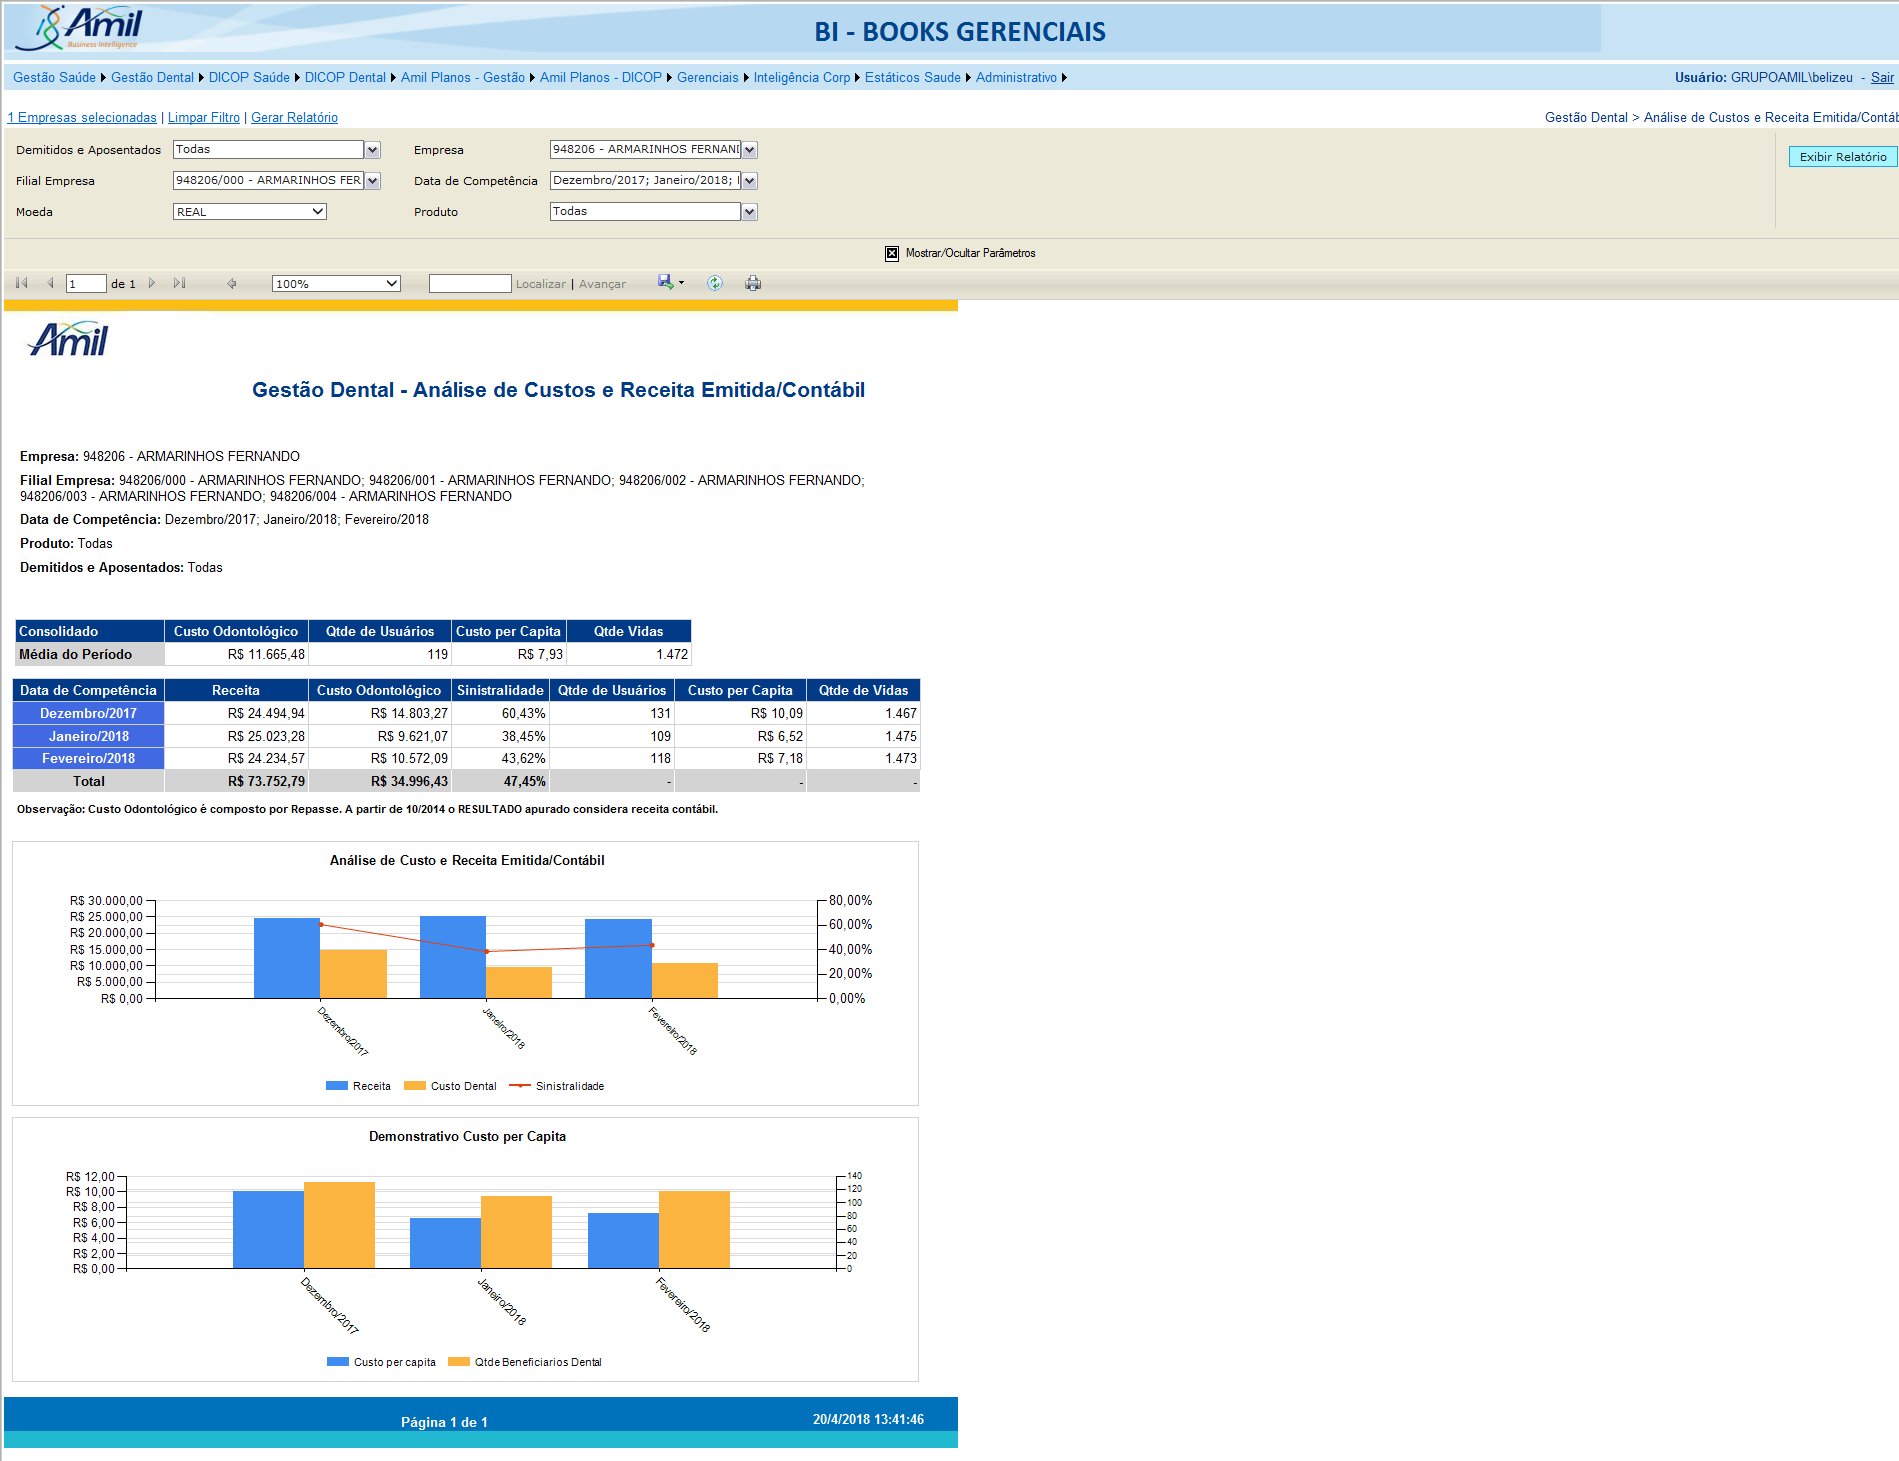 Amil
Business Intelligence
BI - BOOKS GERENCIAIS
Gestão Saúde Gestão Dental DICOP Saúde DICOP Dental Amil Planos - Gestão Amil Planos - DICOP Gerenciais Inteligência Corp Estáticos Saude Administrativo
Usuário: GRUPOAMIL\belizeu - Sair
1 Empresas selecionadas | Limpar Filtro | Gerar Relatório
Gestão Dental > Análise de Custos e Receita Emitida/Contáb
Demitidos e Aposentados Todas Empresa 948206 - ARMARINHOS FERNAN
Exibir Relatório
Filial Empresa 948206/000 - ARMARINHOS FER Data de Competência Dezembro/2017; Janeiro/2018;
Moeda REAL Produto Todas
Mostrar/Ocultar Parâmetros
1 de 1 100% Localizar | Avançar
Amil
Gestão Dental - Análise de Custos e Receita Emitida/Contábil
Empresa: 948206 - ARMARINHOS FERNANDO
Filial Empresa: 948206/000 - ARMARINHOS FERNANDO; 948206/001 - ARMARINHOS FERNANDO; 948206/002 - ARMARINHOS FERNANDO;
948206/003 - ARMARINHOS FERNANDO; 948206/004 - ARMARINHOS FERNANDO
Data de Competência: Dezembro/2017; Janeiro/2018; Fevereiro/2018
Produto: Todas
Demitidos e Aposentados: Todas
Consolidado Custo Odontológico Qtde de Usuários Custo per Capita Qtde Vidas
Média do Período R$ 11.665,48 119 R$ 7,93 1.472
Data de Competência Receita Custo Odontológico Sinistralidade Qtde de Usuários Custo per Capita Qtde de Vidas
Dezembro/2017 R$ 24.494,94 R$ 14.803,27 60,43% 131 R$ 10,09 1.467
Janeiro/2018 R$ 25.023,28 R$ 9.621,07 38,45% 109 R$ 6,52 1.475
Fevereiro/2018 R$ 24.234,57 R$ 10.572,09 43,62% 118 R$ 7,18 1.473
Total R$ 73.752,79 R$ 34.996,43 47,45% - - -
Observação: Custo Odontológico é composto por Repasse. A partir de 10/2014 o RESULTADO apurado considera receita contábil.
Análise de Custo e Receita Emitida/Contábil
R$ 30.000,00
R$ 25.000,00
R$ 20.000,00
R$ 15.000,00
R$ 10.000,00
R$ 5.000,00
R$ 0,00
80,00%
60,00%
40,00%
20,00%
0,00%
Dezembro/2017
Janeiro/2018
Fevereiro/2018
Receita Custo Dental Sinistralidade
Demonstrativo Custo per Capita
R$ 12,00
R$ 10,00
R$ 8,00
R$ 6,00
R$ 4,00
R$ 2,00
R$ 0,00
140
120
100
80
60
40
20
0
Dezembro/2017
Janeiro/2018
Fevereiro/2018
Custo per capita Qtde Beneficiarios Dental
Página 1 de 1
20/4/2018 13:41:46